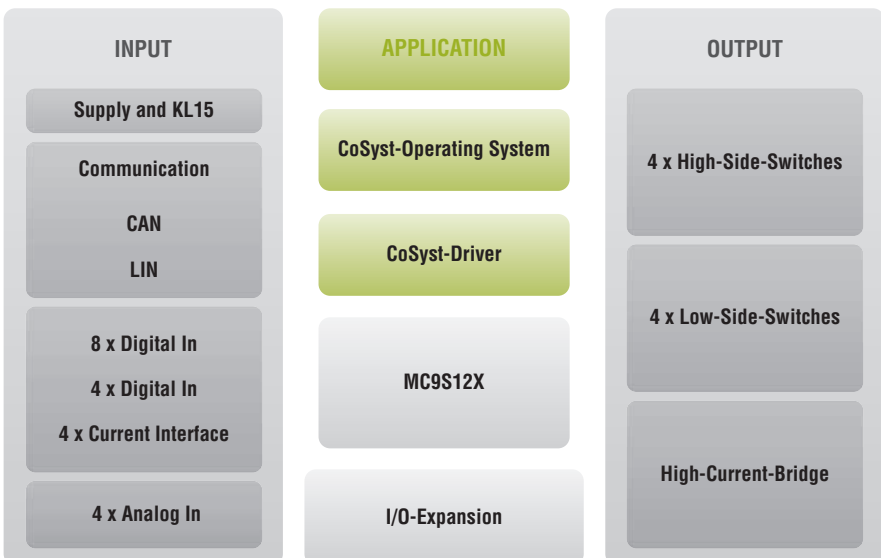 INPUT
Supply and KL15
Communication
CAN
LIN
8 x Digital In
4 x Digital In
4 x Current Interface
4 x Analog In
APPLICATION
CoSyst-Operating System
CoSyst-Driver
MC9S12X
I/O-Expansion
OUTPUT
4 x High-Side-Switches
4 x Low-Side-Switches
High-Current-Bridge